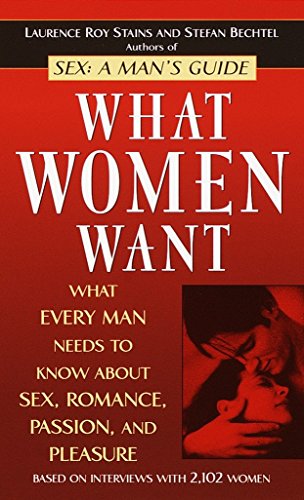 LAURENCE ROY STAINS AND STEFAN BECHTEL
Authors of
SEX: A MAN'S GUIDE
WHAT
WOMEN
WANT
WHAT
EVERY MAN
NEEDS TO
KNOW ABOUT
SEX, ROMANCE,
PASSION, AND
PLEASURE
BASED ON INTERVIEWS WITH 2,102 WOMEN